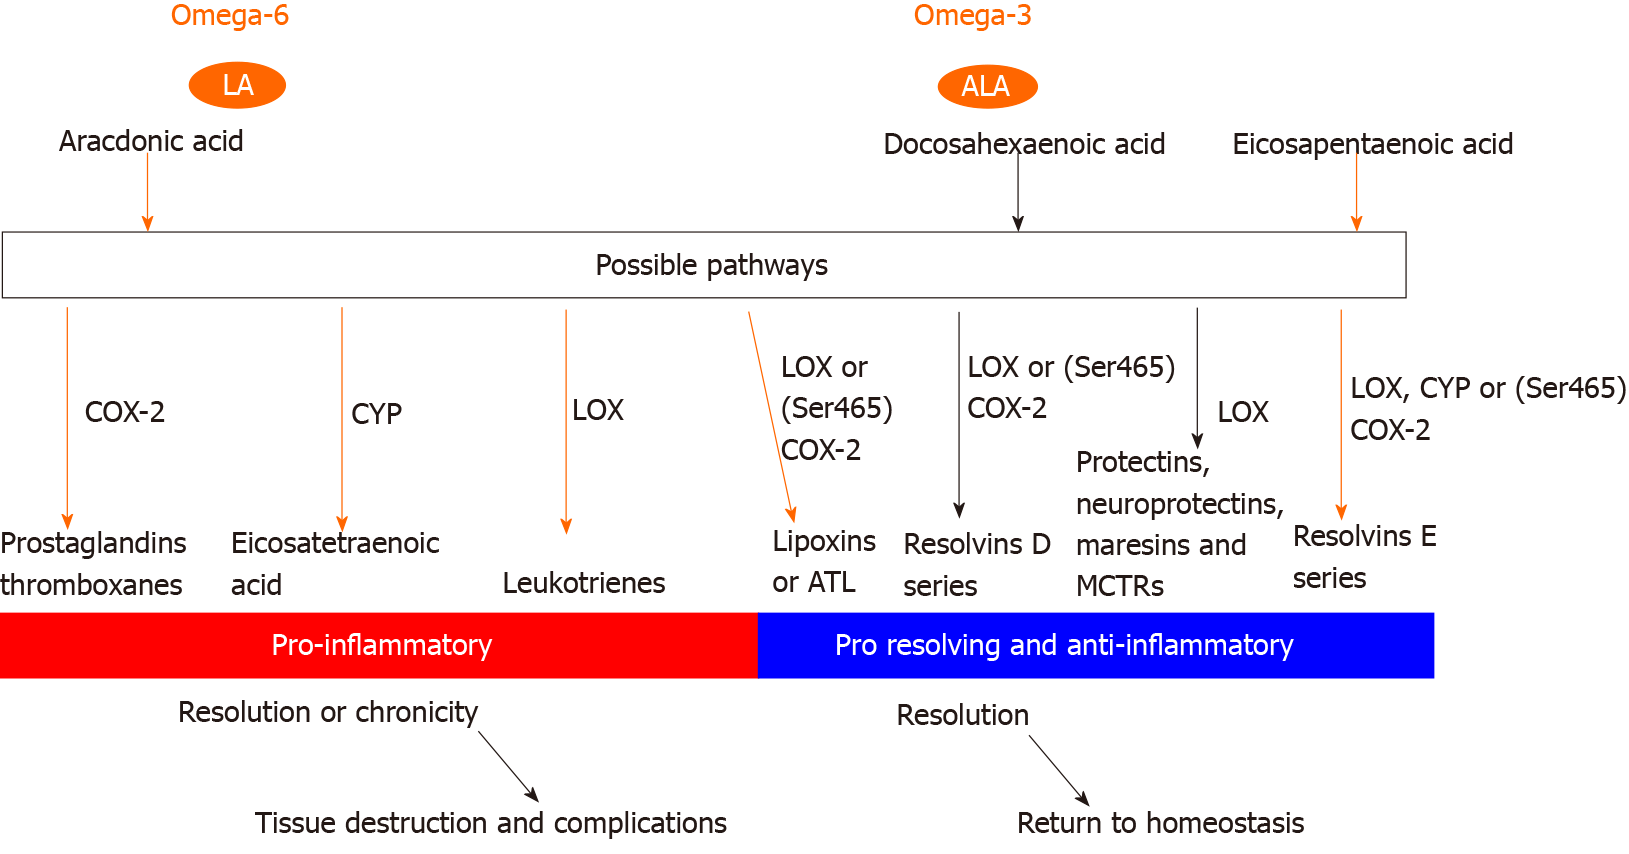 Omega-6
Omega-3
LA
ALA
Aracdonic acid
Docosahexaenoic acid
Eicosapentaenoic acid
Possible pathways
COX-2
CYP
LOX
LOX or
(Ser465)
COX-2
LOX or (Ser465)
COX-2
LOX
LOX, CYP or (Ser465)
COX-2
Prostaglandins
thromboxanes
Eicosatetraenoic
acid
Leukotrienes
Lipoxins
or ATL
Resolvins D
series
Protectins,
neuroprotectins,
maresins and
MCTRs
Resolvins E
series
Pro-inflammatory
Pro resolving and anti-inflammatory
Resolution or chronicity
Resolution
Tissue destruction and complications
Return to homeostasis